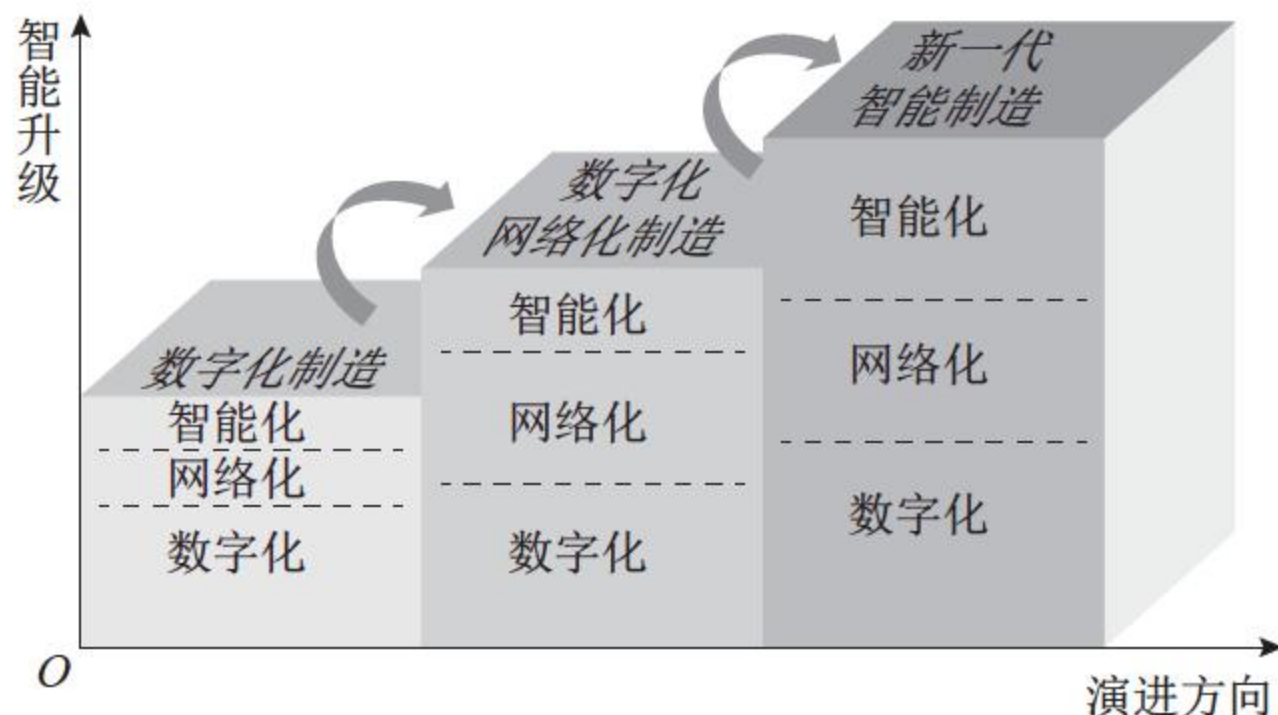 智能升级
数字化制造
智能化
网络化
数字化
数字化
网络化制造
智能化
网络化
数字化
新一代
智能制造
智能化
网络化
数字化
O
演进方向